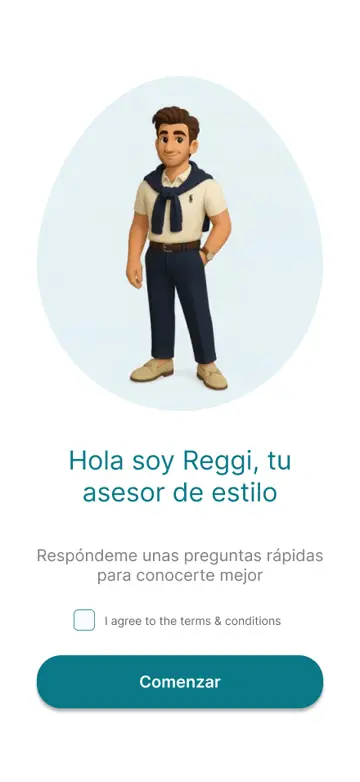 Hola soy Reggi, tu
asesor de estilo
Respóndeme unas preguntas rápidas
para conocerte mejor
I agree to the terms & conditions
Comenzar